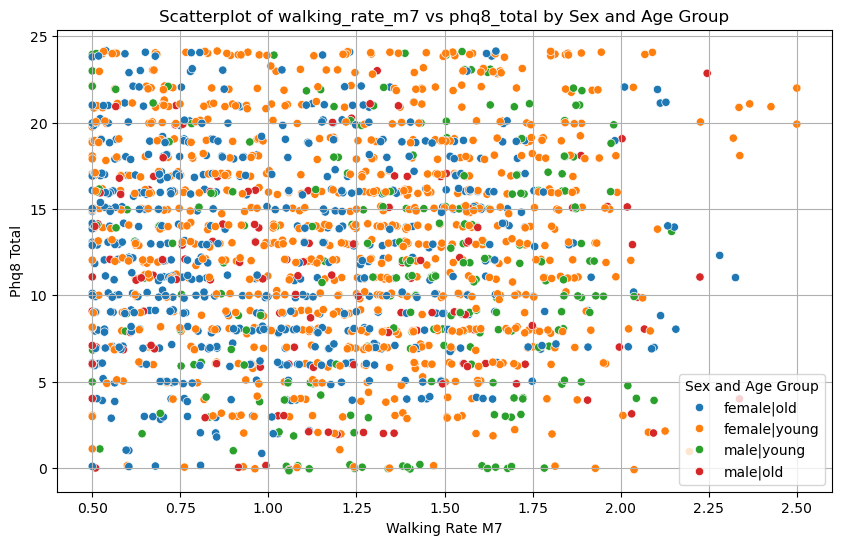 Scatterplot of walking_rate_m7 vs phq8_total by Sex and Age Group
Phq8 Total
25
20
15
10
5
0
0.50 0.75 1.00 1.25 1.50 1.75 2.00 2.25 2.50
Walking Rate M7
Sex and Age Group
female|old
female|young
male|young
male|old